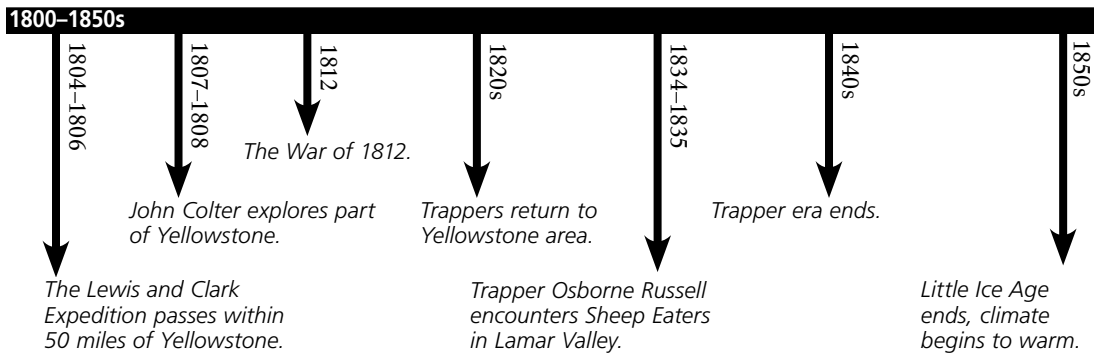 1800–1850s
1804–1806
The Lewis and Clark
Expedition passes within
50 miles of Yellowstone.
1807–1808
John Colter explores part
of Yellowstone.
1812
The War of 1812.
1820s
Trappers return to
Yellowstone area.
1834–1835
Trapper Osborne Russell
encounters Sheep Eaters
in Lamar Valley.
1840s
Trapper era ends.
1850s
Little Ice Age
ends, climate
begins to warm.